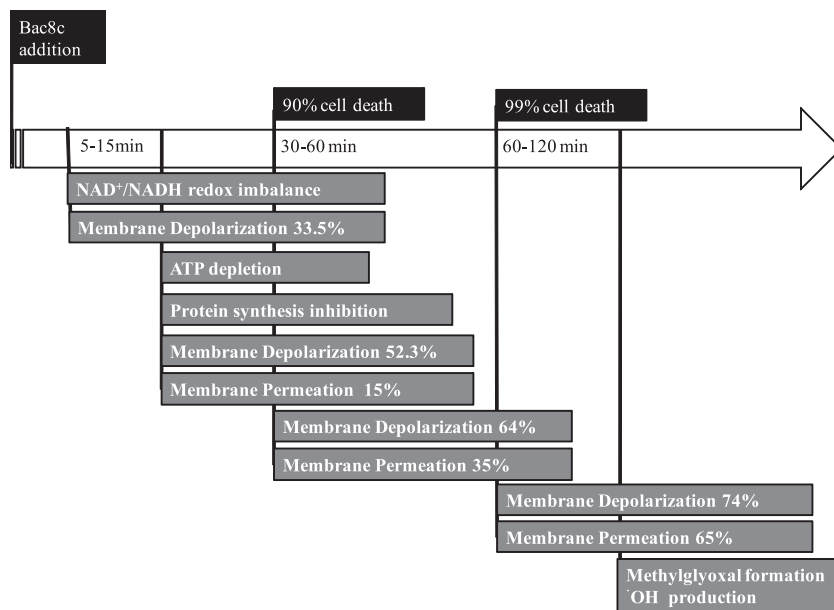 Bac8c
addition
90% cell death
99% cell death
5-15min
30-60 min
60-120 min
NAD⁺/NADH redox imbalance
Membrane Depolarization 33.5%
ATP depletion
Protein synthesis inhibition
Membrane Depolarization 52.3%
Membrane Permeation 15%
Membrane Depolarization 64%
Membrane Permeation 35%
Membrane Depolarization 74%
Membrane Permeation 65%
Methylglyoxal formation
˙OH production